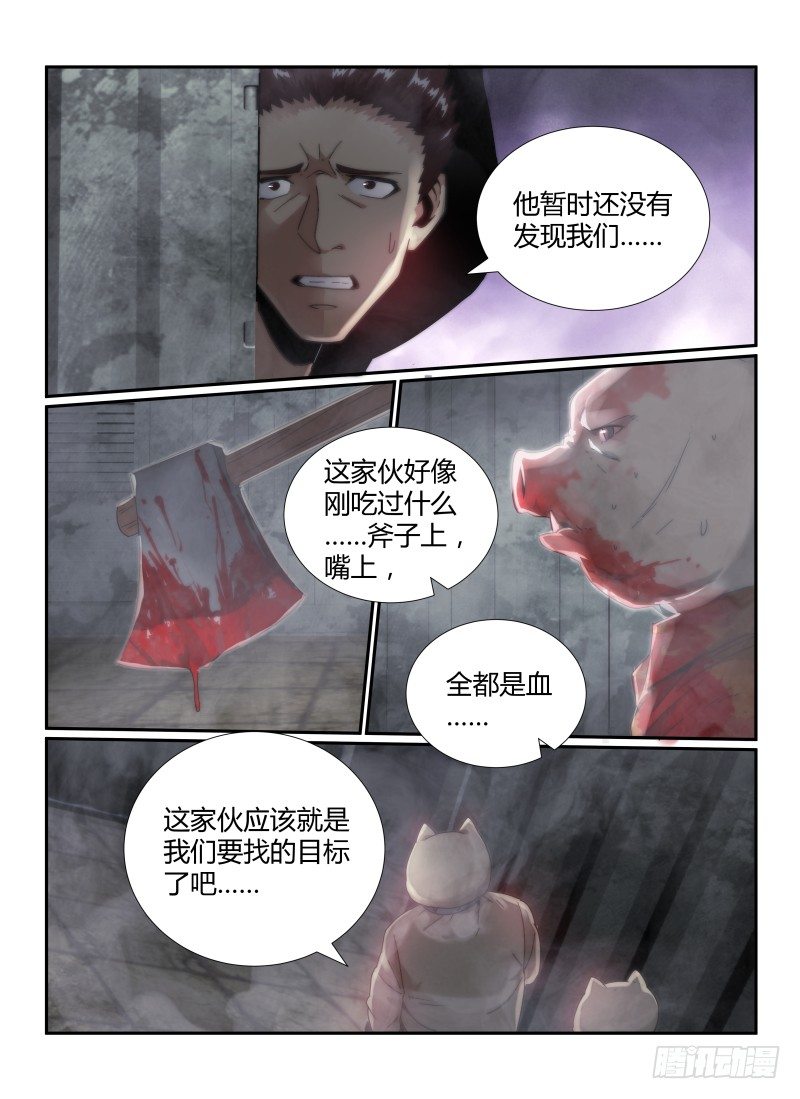 他暂时还没有
发现我们……
这家伙好像
刚吃过什么
……斧子上，
嘴上，
全都是血
……
这家伙应该就是
我们要找的目标
了吧……
腾讯动漫